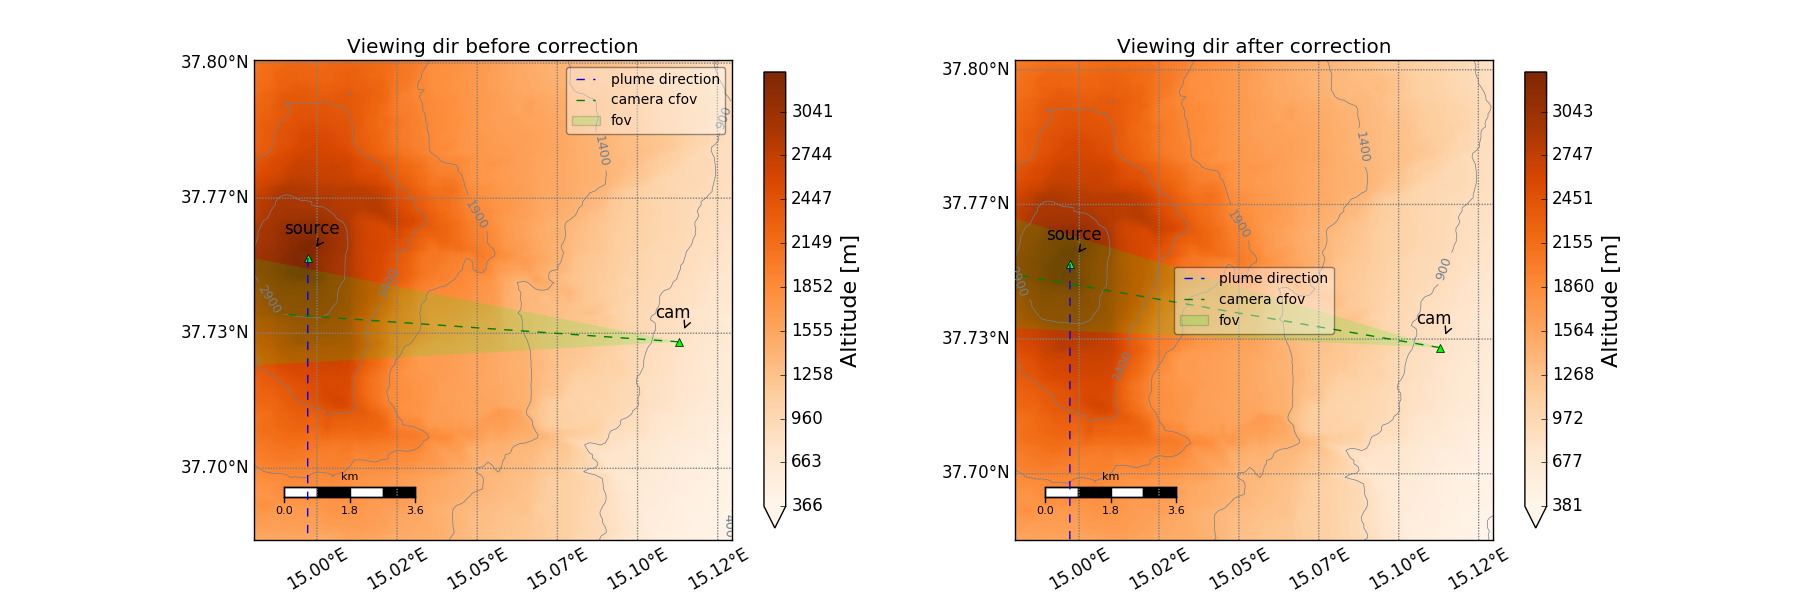 Viewing dir before correction
37.80°N
37.77°N
37.73°N
37.70°N
plume direction
camera cfov
fov
900
1400
1900
source
2900
2400
cam
km
0.0 1.8 3.6
400
15.00°E 15.02°E 15.05°E 15.07°E 15.10°E 15.12°E
3041
2744
2447
2149
1852
1555
1258
960
663
366
Altitude [m]
Viewing dir after correction
37.80°N
37.77°N
37.73°N
37.70°N
1400
1900
source
900
2900
plume direction
camera cfov
fov
cam
2400
km
0.0 1.8 3.6
15.00°E 15.02°E 15.05°E 15.07°E 15.10°E 15.12°E
3043
2747
2451
2155
1860
1564
1268
972
677
381
Altitude [m]